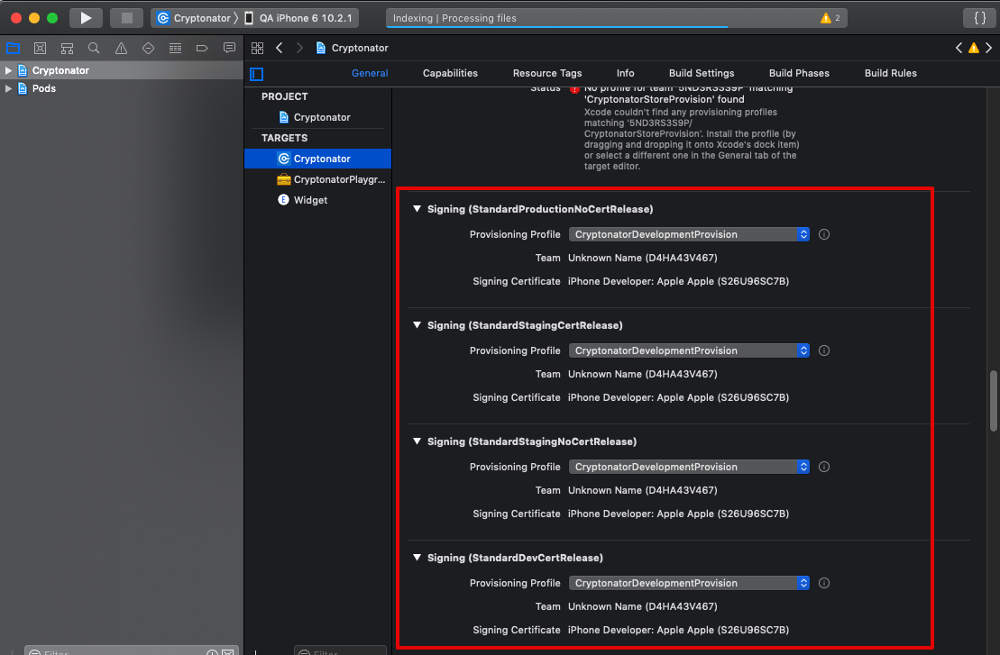 Cryptonator
QA iPhone 6 10.2.1
Indexing | Processing files
2
{ }
Cryptonator
Pods
Filter
Cryptonator
General
Capabilities
Resource Tags
Info
Build Settings
Build Phases
Build Rules
PROJECT
Cryptonator
TARGETS
Cryptonator
CryptonatorPlaygr...
Widget
Filter
Status
No profile for team '5ND3RS3S9P' matching
'CryptonatorStoreProvision' found
Xcode couldn't find any provisioning profiles
matching '5ND3RS3S9P/
CryptonatorStoreProvision'. Install the profile (by
dragging and dropping it onto Xcode's dock item)
or select a different one in the General tab of the
target editor.
Signing (StandardProductionNoCertRelease)
Provisioning Profile CryptonatorDevelopmentProvision
Team Unknown Name (D4HA43V467)
Signing Certificate iPhone Developer: Apple Apple (S26U96SC7B)
Signing (StandardStagingCertRelease)
Provisioning Profile CryptonatorDevelopmentProvision
Team Unknown Name (D4HA43V467)
Signing Certificate iPhone Developer: Apple Apple (S26U96SC7B)
Signing (StandardStagingNoCertRelease)
Provisioning Profile CryptonatorDevelopmentProvision
Team Unknown Name (D4HA43V467)
Signing Certificate iPhone Developer: Apple Apple (S26U96SC7B)
Signing (StandardDevCertRelease)
Provisioning Profile CryptonatorDevelopmentProvision
Team Unknown Name (D4HA43V467)
Signing Certificate iPhone Developer: Apple Apple (S26U96SC7B)